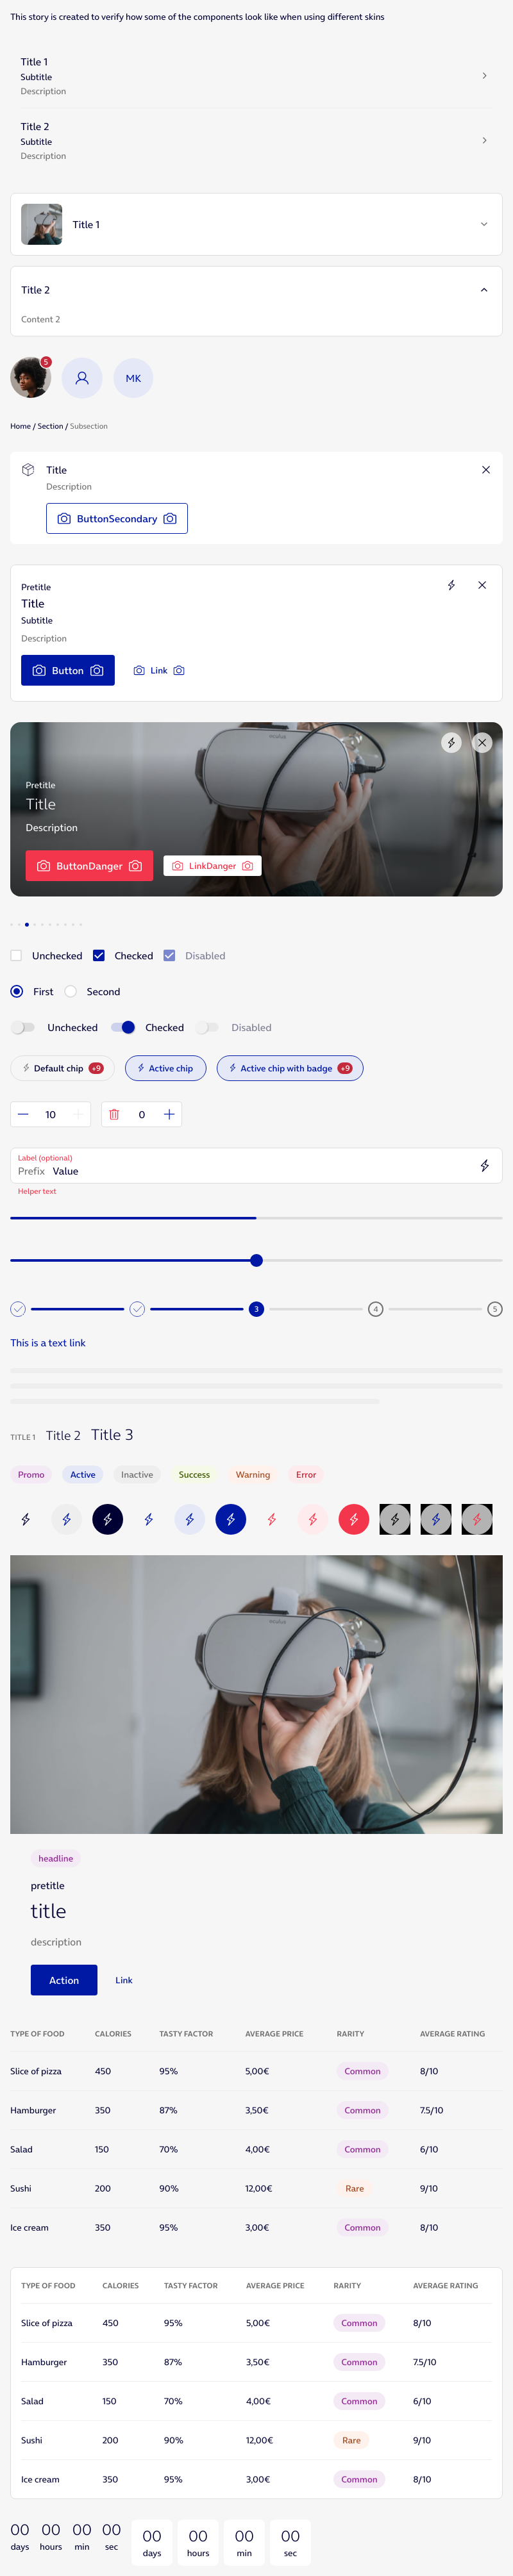 This story is created to verify how some of the components look like when using different skins
Title 1
Subtitle
Description
Title 2
Subtitle
Description
Title 1
Title 2
Content 2
5
MK
Home / Section / Subsection
Title
Description
ButtonSecondary
Pretitle
Title
Subtitle
Description
Button Link
oculus
Pretitle
Title
Description
ButtonDanger LinkDanger
Unchecked Checked Disabled
First Second
Unchecked Checked Disabled
Default chip +9 Active chip Active chip with badge +9
10 0
Label (optional)
Prefix Value
Helper text
3 4 5
This is a text link
TITLE 1 Title 2 Title 3
Promo Active Inactive Success Warning Error
headline
pretitle
title
description
Action Link
TYPE OF FOOD CALORIES TASTY FACTOR AVERAGE PRICE RARITY AVERAGE RATING
Slice of pizza 450 95% 5,00€ Common 8/10
Hamburger 350 87% 3,50€ Common 7.5/10
Salad 150 70% 4,00€ Common 6/10
Sushi 200 90% 12,00€ Rare 9/10
Ice cream 350 95% 3,00€ Common 8/10
TYPE OF FOOD CALORIES TASTY FACTOR AVERAGE PRICE RARITY AVERAGE RATING
Slice of pizza 450 95% 5,00€ Common 8/10
Hamburger 350 87% 3,50€ Common 7.5/10
Salad 150 70% 4,00€ Common 6/10
Sushi 200 90% 12,00€ Rare 9/10
Ice cream 350 95% 3,00€ Common 8/10
00 00 00 00 00 00 00 00
days hours min sec days hours min sec